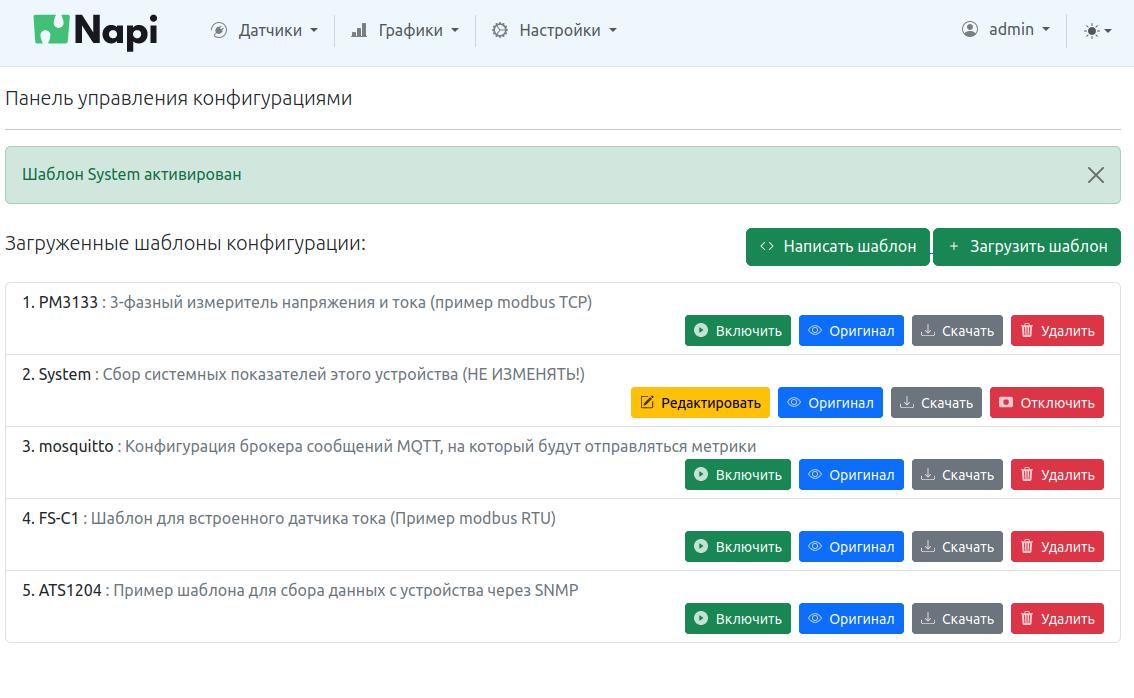 Napi Датчики Графики Настройки admin
Панель управления конфигурациями
Шаблон System активирован
Загруженные шаблоны конфигурации: Написать шаблон Загрузить шаблон
1. PM3133 : 3-фазный измеритель напряжения и тока (пример modbus TCP)
Включить Оригинал Скачать Удалить
2. System : Сбор системных показателей этого устройства (НЕ ИЗМЕНЯТЬ!)
Редактировать Оригинал Скачать Отключить
3. mosquitto : Конфигурация брокера сообщений MQTT, на который будут отправляться метрики
Включить Оригинал Скачать Удалить
4. FS-C1 : Шаблон для встроенного датчика тока (Пример modbus RTU)
Включить Оригинал Скачать Удалить
5. ATS1204 : Пример шаблона для сбора данных с устройства через SNMP
Включить Оригинал Скачать Удалить